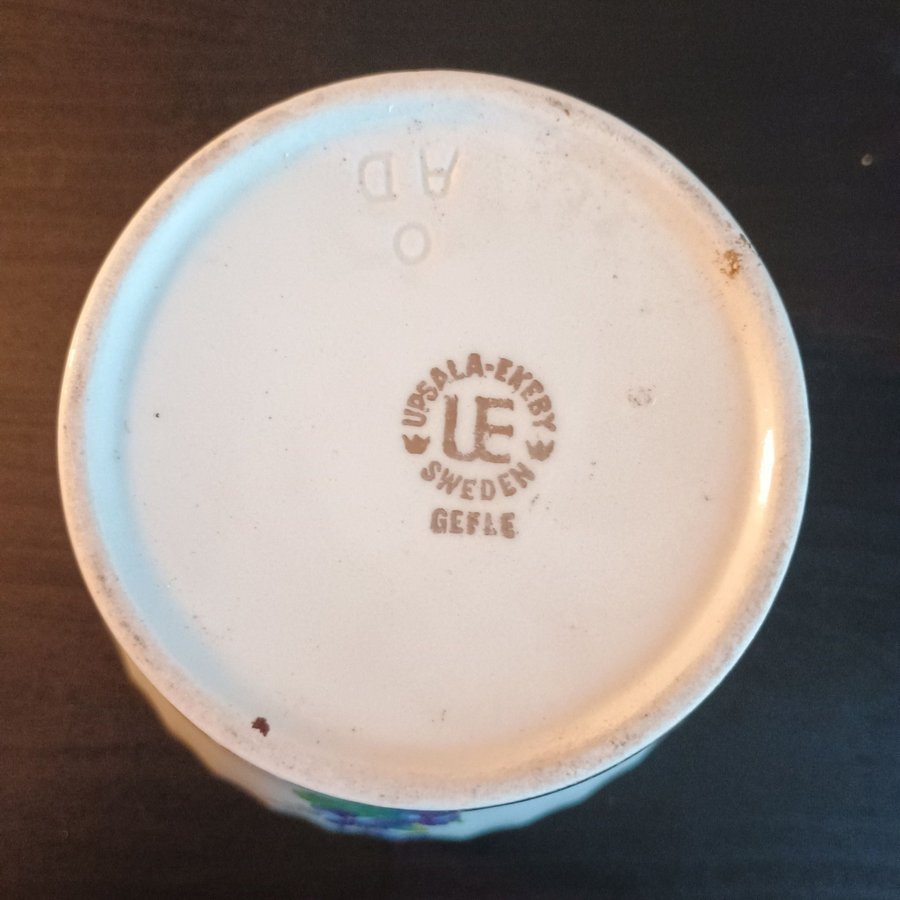 O
A D
UPSALA-EKEBY
UE
SWEDEN
GEFLE